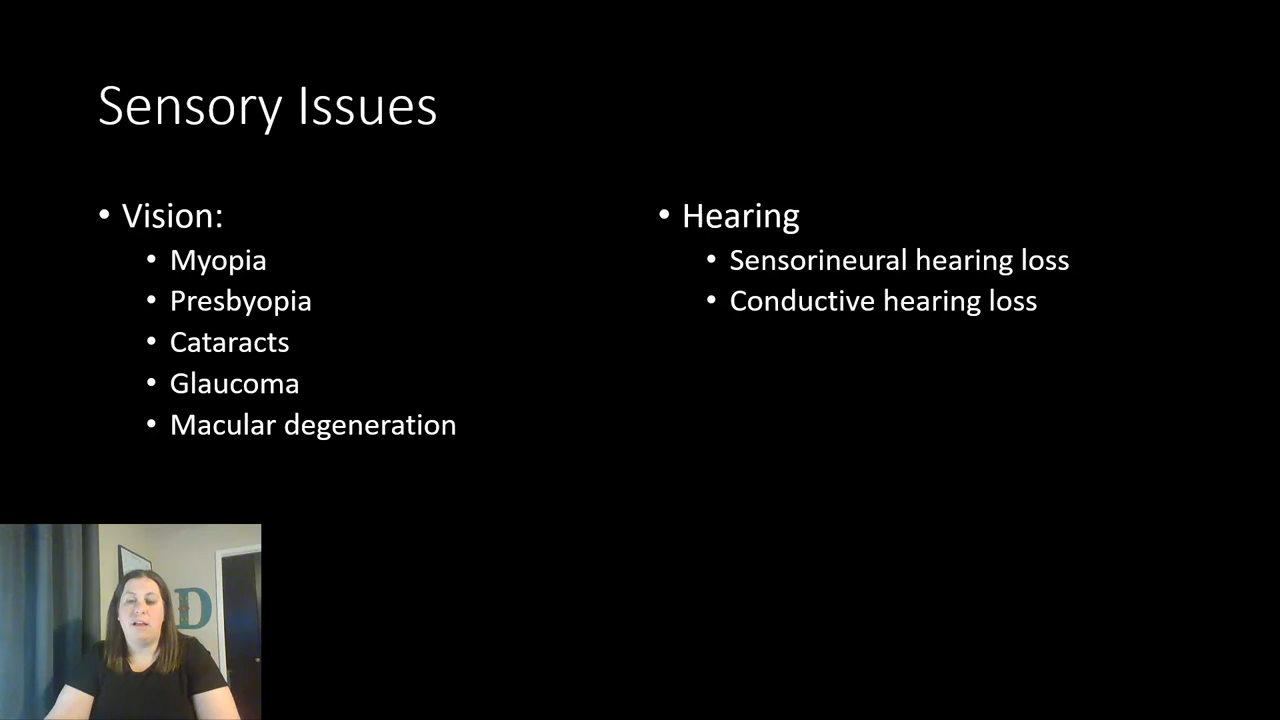 Sensory Issues
• Vision:
• Myopia
• Presbyopia
• Cataracts
• Glaucoma
• Macular degeneration
• Hearing
• Sensorineural hearing loss
• Conductive hearing loss
D